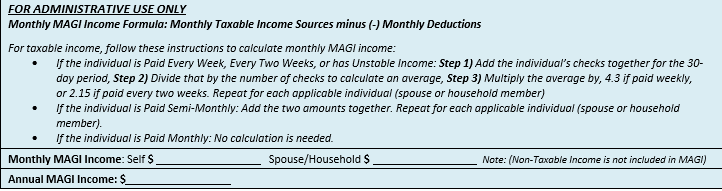 FOR ADMINISTRATIVE USE ONLY
Monthly MAGI Income Formula: Monthly Taxable Income Sources minus (-) Monthly Deductions
For taxable income, follow these instructions to calculate monthly MAGI income:
• If the individual is Paid Every Week, Every Two Weeks, or has Unstable Income: Step 1) Add the individual's checks together for the 30-
day period, Step 2) Divide that by the number of checks to calculate an average, Step 3) Multiply the average by, 4.3 if paid weekly,
or 2.15 if paid every two weeks. Repeat for each applicable individual (spouse or household member)
• If the individual is Paid Semi-Monthly: Add the two amounts together. Repeat for each applicable individual (spouse or household
member).
• If the individual is Paid Monthly: No calculation is needed.
Monthly MAGI Income: Self $ ________________ Spouse/Household $ ________________ Note: (Non-Taxable Income is not included in MAGI)
Annual MAGI Income: $________________